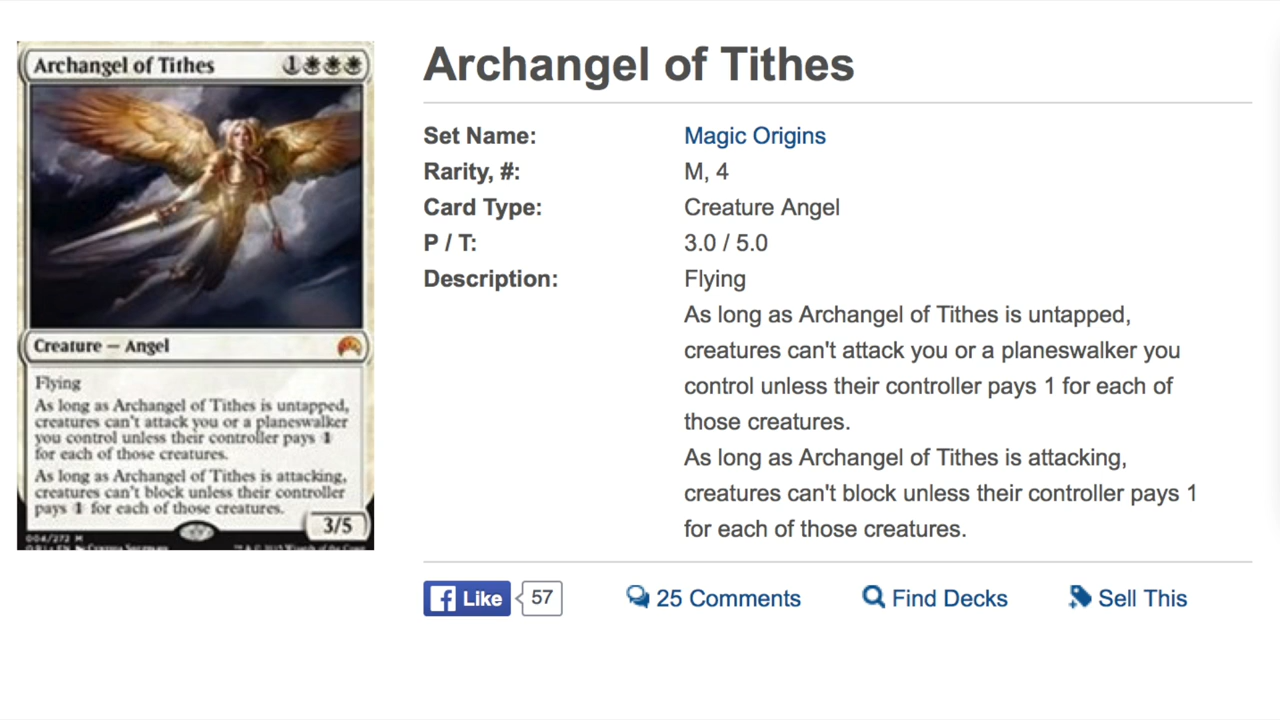 Archangel of Tithes 1
Creature — Angel
Flying
As long as Archangel of Tithes is untapped,
creatures can't attack you or a planeswalker
you control unless their controller pays 1
for each of those creatures.
As long as Archangel of Tithes is attacking,
creatures can't block unless their controller
pays 1 for each of those creatures.
3/5
004/272 M
Archangel of Tithes
Set Name: Magic Origins
Rarity, #: M, 4
Card Type: Creature Angel
P / T: 3.0 / 5.0
Description: Flying
As long as Archangel of Tithes is untapped,
creatures can't attack you or a planeswalker you
control unless their controller pays 1 for each of
those creatures.
As long as Archangel of Tithes is attacking,
creatures can't block unless their controller pays 1
for each of those creatures.
Like 57 25 Comments Find Decks Sell This